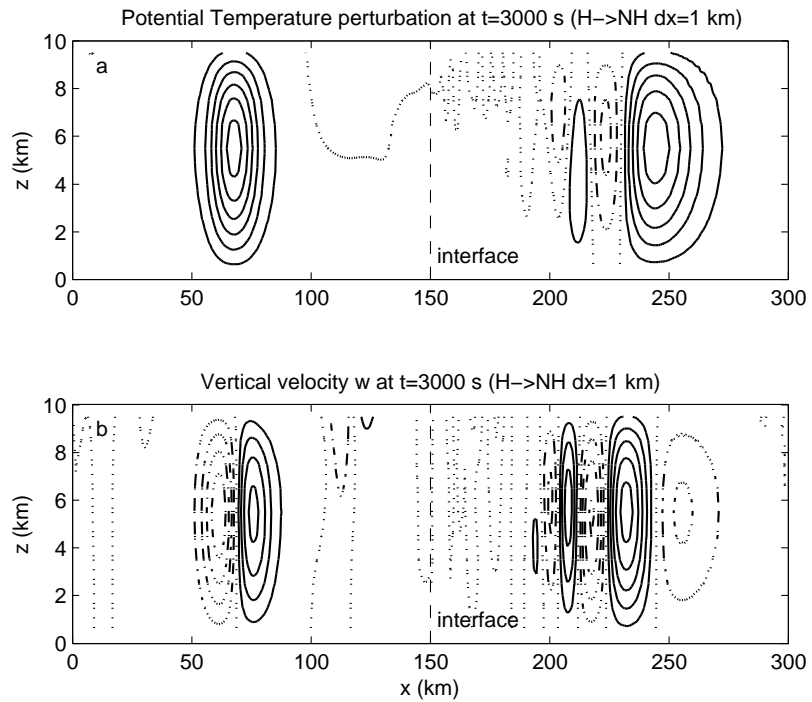 Potential Temperature perturbation at t=3000 s (H->NH dx=1 km)
a
10
8
6
4
2
0
z (km)
interface
0 50 100 150 200 250 300
Vertical velocity w at t=3000 s (H->NH dx=1 km)
b
10
8
6
4
2
0
z (km)
interface
0 50 100 150 200 250 300
x (km)